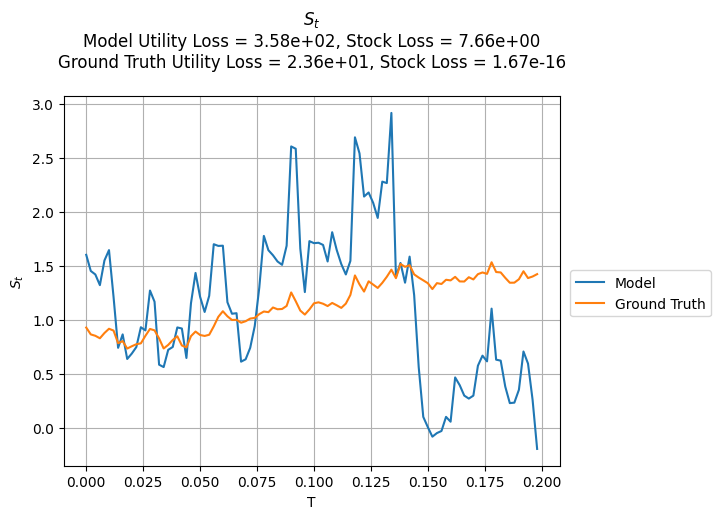 S_t
Model Utility Loss = 3.58e+02, Stock Loss = 7.66e+00
Ground Truth Utility Loss = 2.36e+01, Stock Loss = 1.67e-16
3.0
2.5
2.0
1.5
1.0
0.5
0.0
S_t
0.000 0.025 0.050 0.075 0.100 0.125 0.150 0.175 0.200
T
Model
Ground Truth